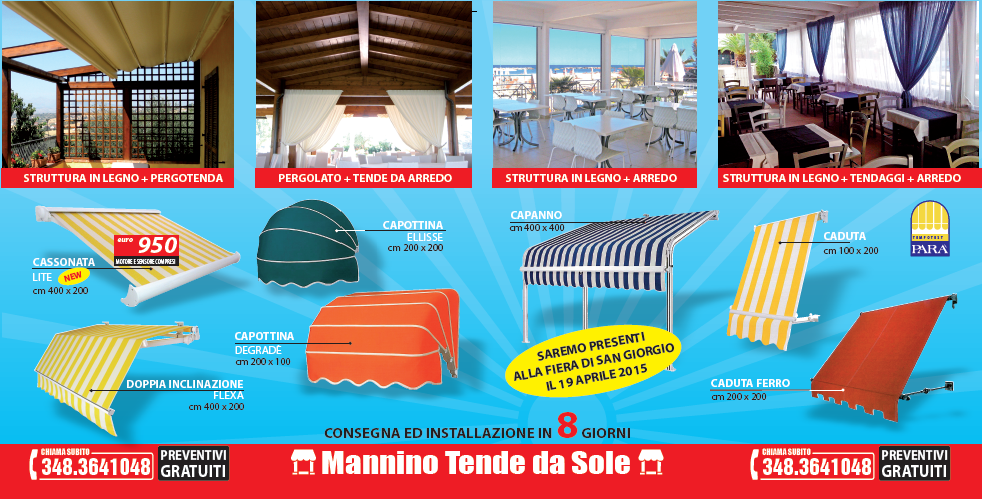 STRUTTURA IN LEGNO + PERGOTENDA
PERGOLATO + TENDE DA ARREDO
STRUTTURA IN LEGNO + ARREDO
STRUTTURA IN LEGNO + TENDAGGI + ARREDO
euro 950
MOTORE E SENSORE COMPRESI
CASSONATA
LITE NEW
cm 400 x 200
CAPOTTINA
ELLISSE
cm 200 x 200
CAPANNO
cm 400 x 400
CADUTA
cm 100 x 200
TEMPOTEST
PARÀ
DOPPIA INCLINAZIONE
FLEXA
cm 400 x 200
CAPOTTINA
DEGRADÈ
cm 200 x 100
SAREMO PRESENTI
ALLA FIERA DI SAN GIORGIO
IL 19 APRILE 2015
CADUTA FERRO
cm 200 x 200
CONSEGNA ED INSTALLAZIONE IN 8 GIORNI
CHIAMA SUBITO
348.3641048
PREVENTIVI
GRATUITI
Mannino Tende da Sole
CHIAMA SUBITO
348.3641048
PREVENTIVI
GRATUITI